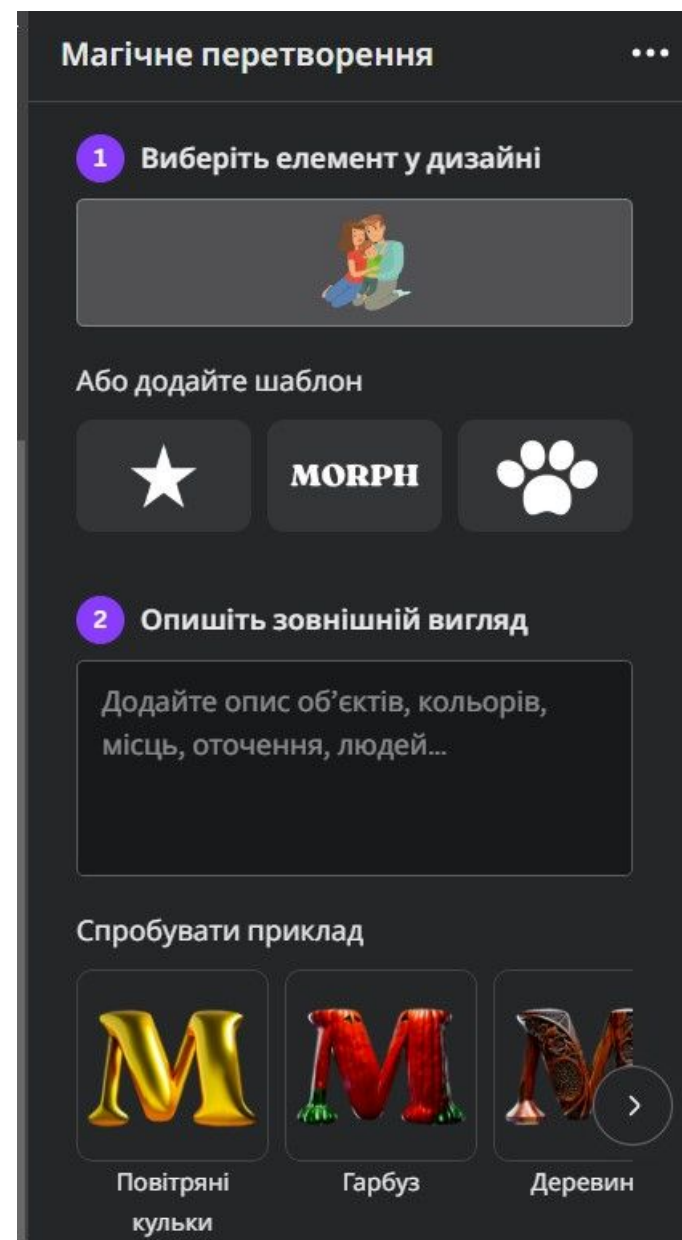 Магічне перетворення
1 Виберіть елемент у дизайні
Або додайте шаблон
MORPH
2 Опишіть зовнішній вигляд
Додайте опис об’єктів, кольорів,
місць, оточення, людей...
Спробувати приклад
Повітряні
кульки
Гарбуз
Деревин